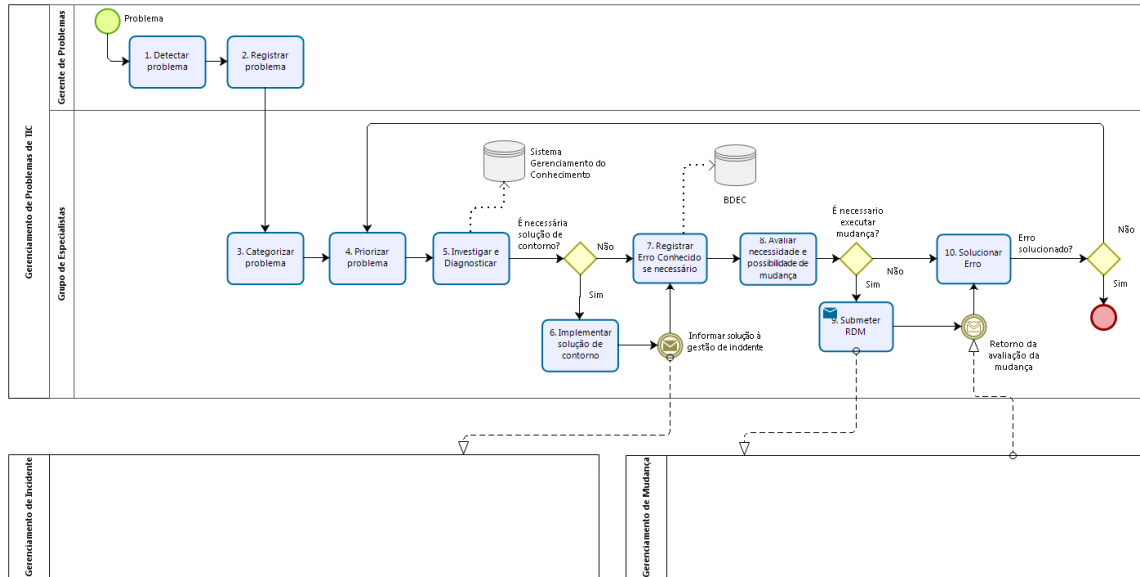 Gerenciamento de Problemas de TIC
Gerente de Problemas
Problema
1. Detectar
problema
2. Registrar
problema
Grupo de Especialistas
Sistema
Gerenciamento do
Conhecimento
BDEC
3. Categorizar
problema
4. Priorizar
problema
5. Investigar e
Diagnosticar
É necessária
solução de
contorno?
Não
Sim
6. Implementar
solução de
contorno
Informar solução à
gestão de incidente
7. Registrar
Erro Conhecido
se necessário
8. Avaliar
necessidade e
possibilidade de
mudança
É necessario
executar
mudança?
Não
Sim
9. Submeter
RDM
Retorno da
avaliação da
mudança
10. Solucionar
Erro
Erro
solucionado?
Não
Sim
Gerenciamento de Incidente
Gerenciamento de Mudança